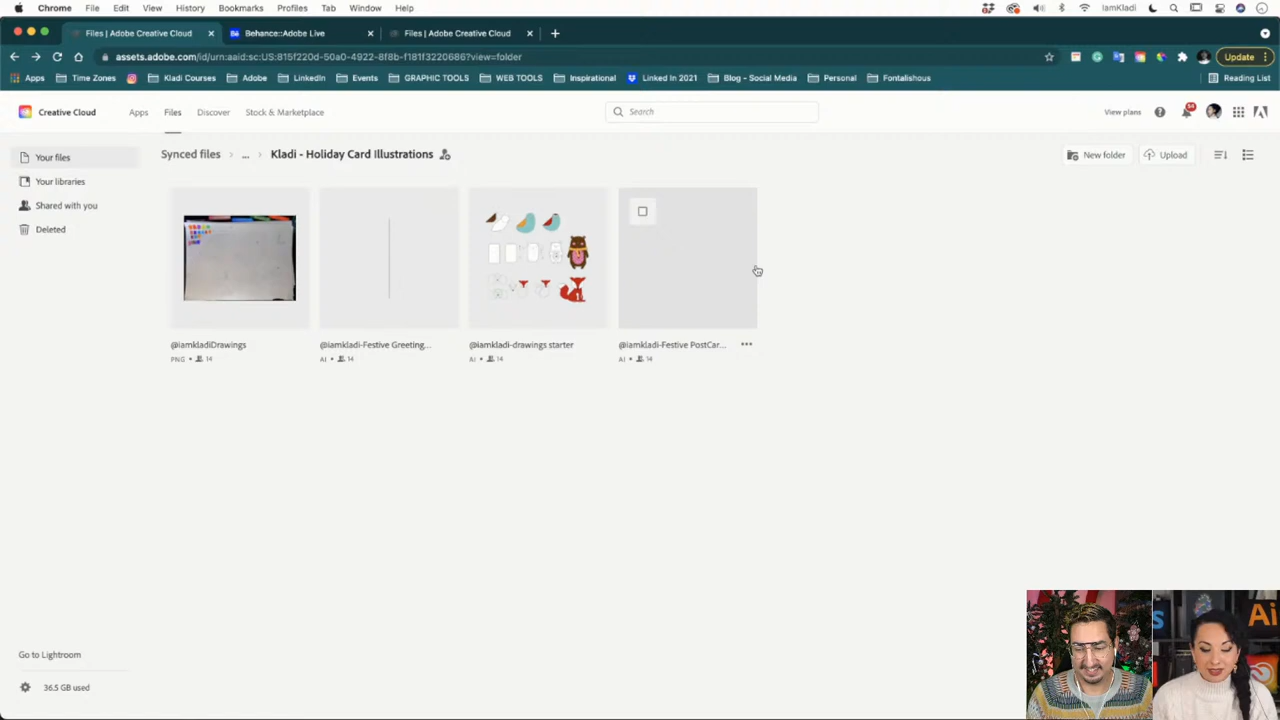 Chrome File Edit View History Bookmarks Profiles Tab Window Help IamKladi
Files | Adobe Creative Cloud Behance::Adobe Live Files | Adobe Creative Cloud
assets.adobe.com/id/urn:aaid:sc:US:815f220d-50a0-4922-8f8b-f181f3220686?view=folder Update
Apps Time Zones Kladi Courses Adobe LinkedIn Events GRAPHIC TOOLS WEB TOOLS Inspirational Linked In 2021 Blog - Social Media Personal Fontalishous Reading List
Creative Cloud Apps Files Discover Stock & Marketplace Search View plans
Your files Synced files > ... > Kladi - Holiday Card Illustrations New folder Upload
Your libraries
Shared with you
Deleted
@iamkladiDrawings @iamkladi-Festive Greeting... @iamkladi-drawings starter @iamkladi-Festive PostCar...
PNG • 14 AI • 14 AI • 14 AI • 14
Go to Lightroom
36.5 GB used
Ai